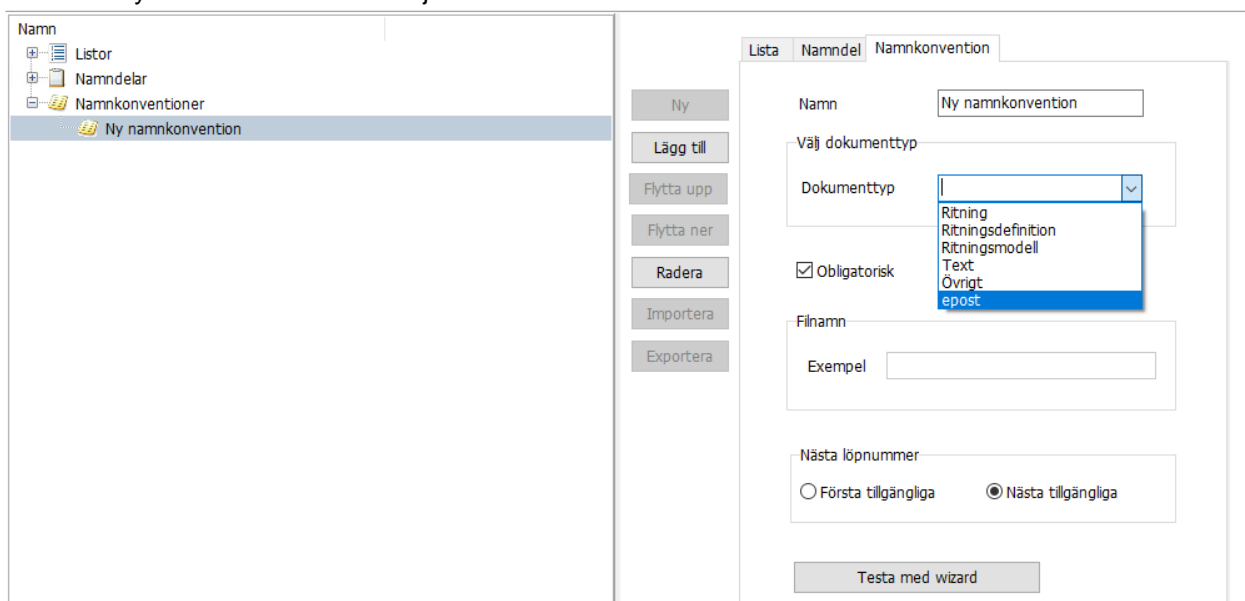 Namn
Listor
Namndelar
Namnkonventioner
Ny namnkonvention
Ny
Lägg till
Flytta upp
Flytta ner
Radera
Importera
Exportera
Lista Namndel Namnkonvention
Namn Ny namnkonvention
Välj dokumenttyp
Dokumenttyp
Ritning
Ritningsdefinition
Ritningsmodell
Text
Övrigt
epost
Obligatorisk
Filnamn
Exempel
Nästa löpnummer
Första tillgängliga Nästa tillgängliga
Testa med wizard